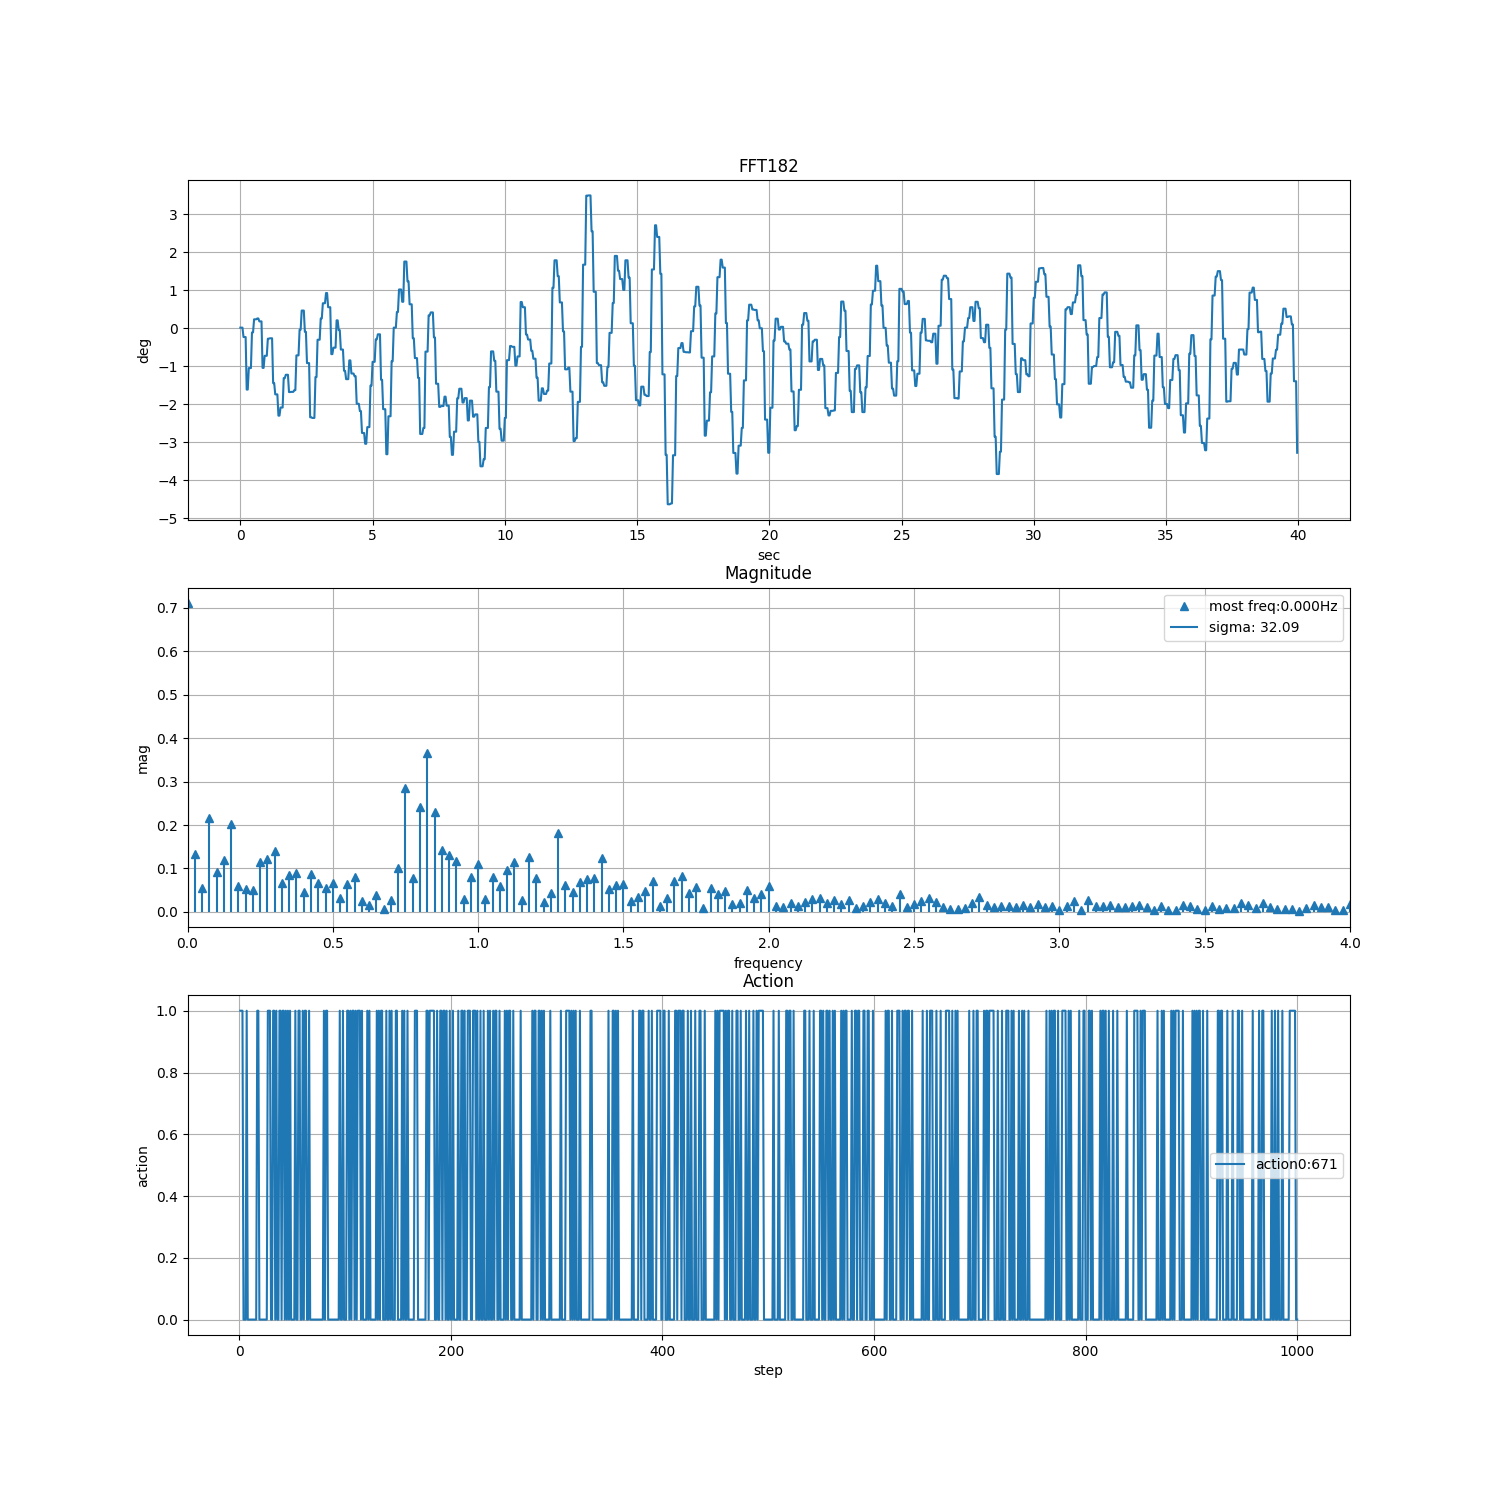 FFT182
3
2
1
0
−1
−2
−3
−4
−5
deg
0 5 10 15 20 25 30 35 40
sec
Magnitude
0.7
0.6
0.5
0.4
0.3
0.2
0.1
0.0
mag
most freq:0.000Hz
sigma: 32.09
0.0 0.5 1.0 1.5 2.0 2.5 3.0 3.5 4.0
frequency
Action
1.0
0.8
0.6
0.4
0.2
0.0
action
action0:671
0 200 400 600 800 1000
step